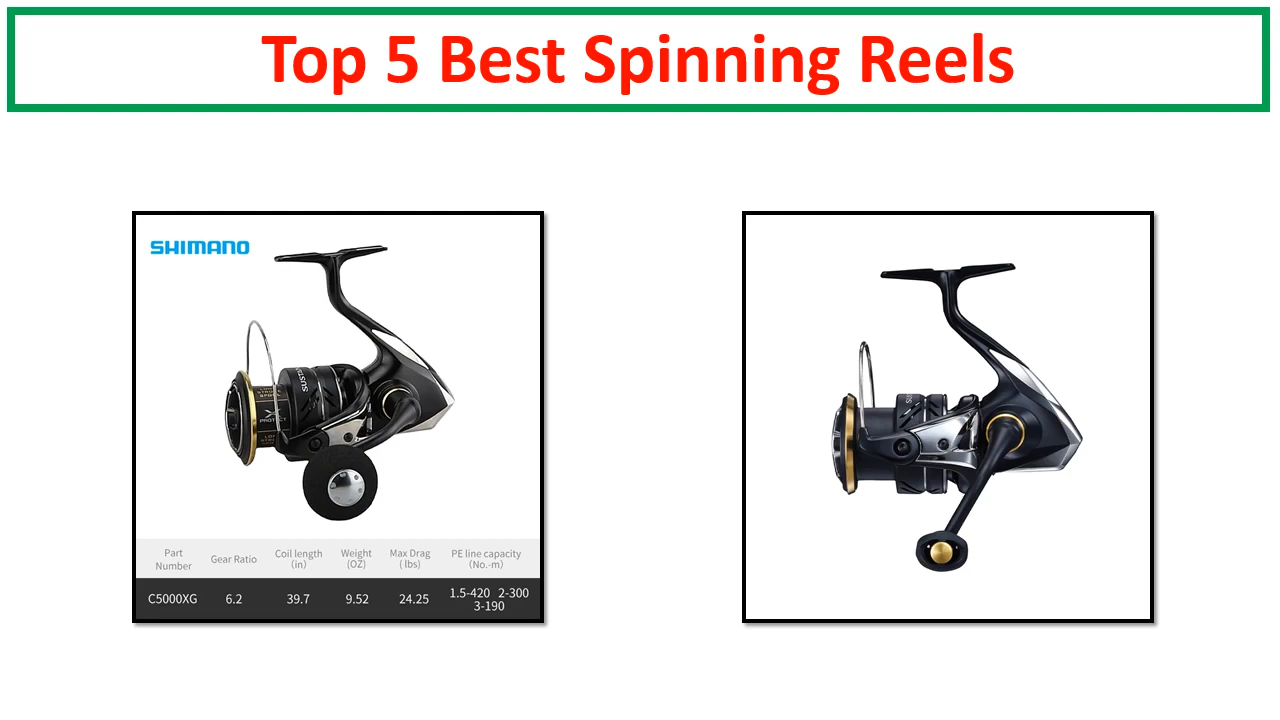 Top 5 Best Spinning Reels
SHIMANO
PROTECT
Part Number Gear Ratio Coil length (in) Weight (OZ) Max Drag ( lbs) PE line capacity (No.-m)
C5000XG 6.2 39.7 9.52 24.25 1.5-420 2-300 3-190